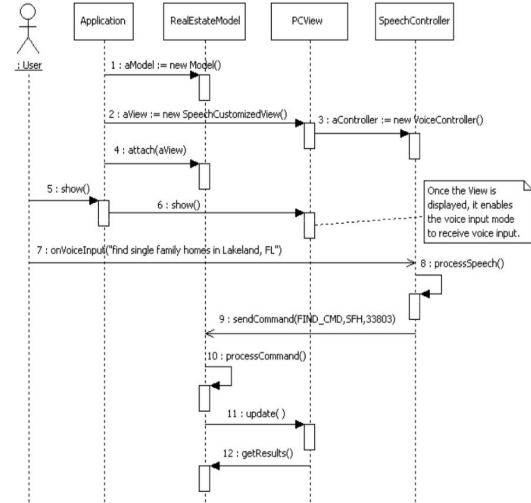 Application
RealEstateModel
PCView
SpeechController
: User
1 : aModel := new Model()
2 : aView := new SpeechCustomizedView()
3 : aController := new VoiceController()
4 : attach(aView)
5 : show()
6 : show()
Once the View is
displayed, it enables
the voice input mode
to receive voice input.
7 : onVoiceInput("find single family homes in Lakeland, FL")
8 : processSpeech()
9 : sendCommand(FIND_CMD,SFH,33803)
10 : processCommand()
11 : update( )
12 : getResults()